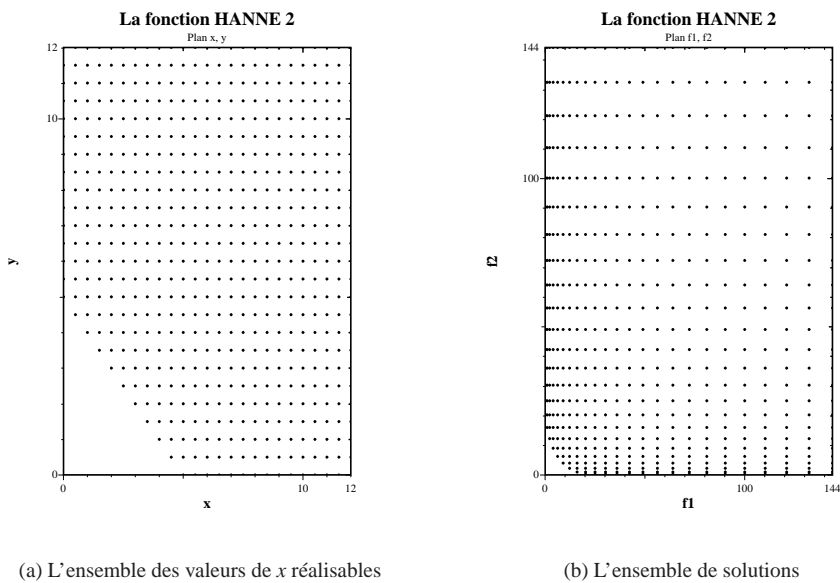 La fonction HANNE 2
Plan x, y
12
10
y
0
0
10
12
x
(a) L'ensemble des valeurs de x réalisables
La fonction HANNE 2
Plan f1, f2
144
100
f2
0
0
100
144
f1
(b) L'ensemble de solutions